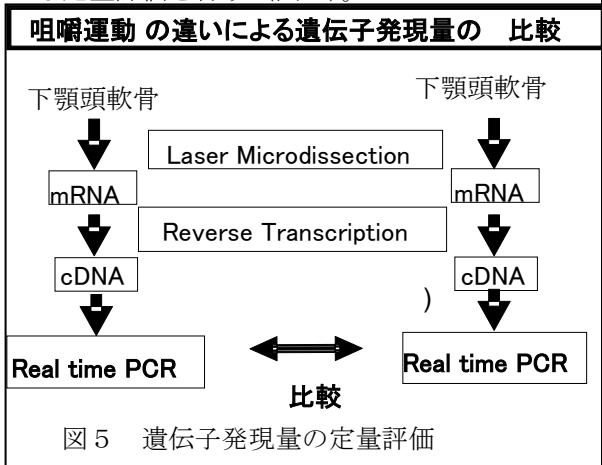 咀嚼運動 の違いによる遺伝子発現量の 比較
下顎頭軟骨 下顎頭軟骨
Laser Microdissection
mRNA mRNA
Reverse Transcription
cDNA cDNA
)
Real time PCR Real time PCR
比較
図5 遺伝子発現量の定量評価